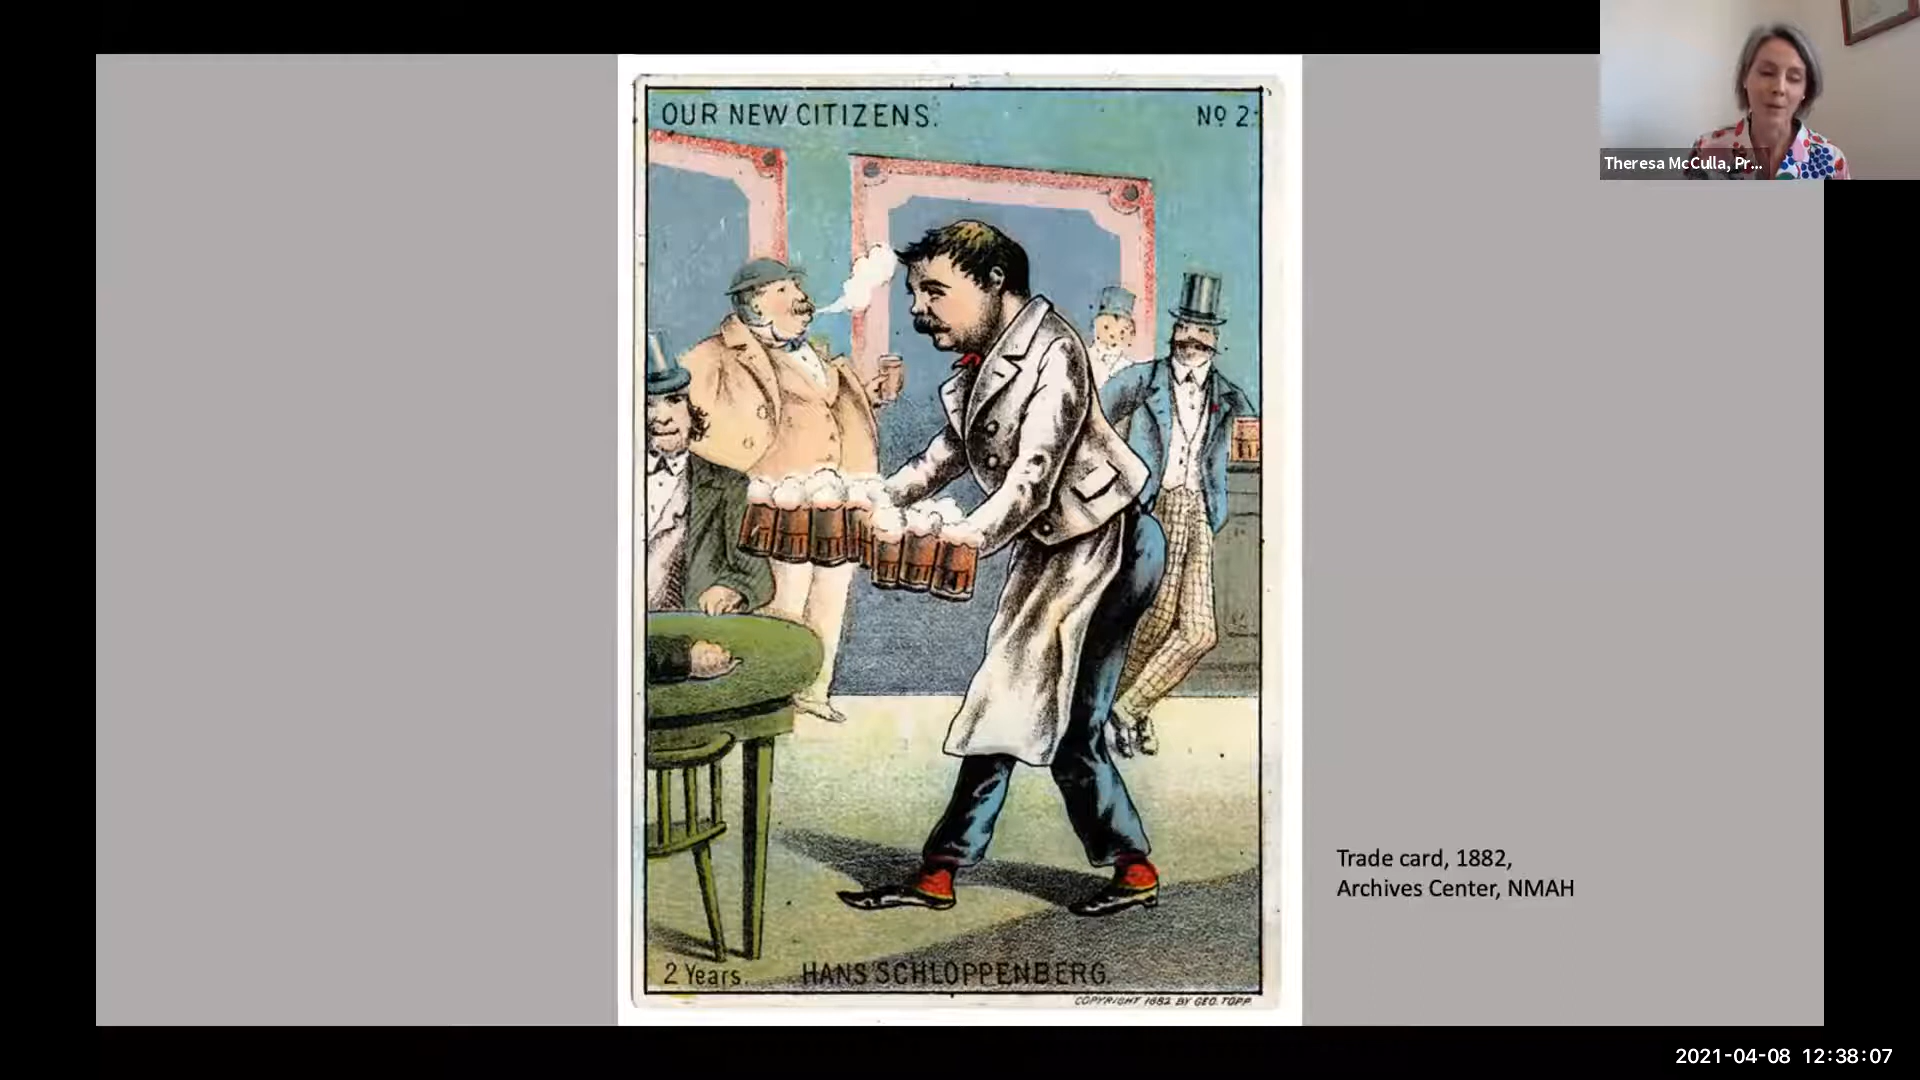 OUR NEW CITIZENS.
Nº 2.
Theresa McCulla, Pr...
Trade card, 1882,
Archives Center, NMAH
2 Years.
HANS SCHLOPPENBERG.
COPYRIGHT 1882 BY GEO. TOPP
2021-04-08 12:38:07